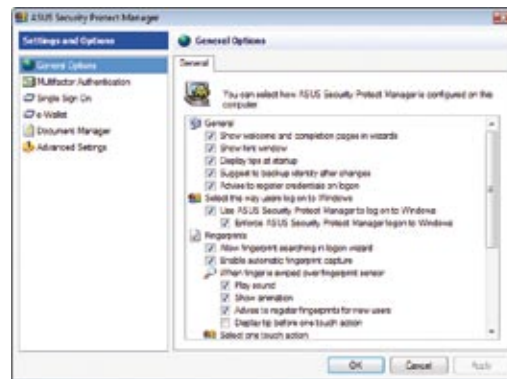 ASUS Security Protect Manager
Settings and Options
General Options
Multifactor Authentication
Single Sign On
e-Wallet
Document Manager
Advanced Settings
General Options
General
You can select how ASUS Security Protect Manager is configured on this
computer
General
Show welcome and completion pages in wizards
Show hint window
Display tips at startup
Suggest to backup identity after changes
Advise to register credentials on logon
Select the way users log on to Windows
Use ASUS Security Protect Manager to log on to Windows
Enforce ASUS Security Protect Manager logon to Windows
Fingerprints
Allow fingerprint searching in logon wizard
Enable automatic fingerprint capture
When finger is swiped over fingerprint sensor
Play sound
Show animation
Advise to register fingerprints for new users
Display tip before one touch action
Select one touch action
OK
Cancel
Apply